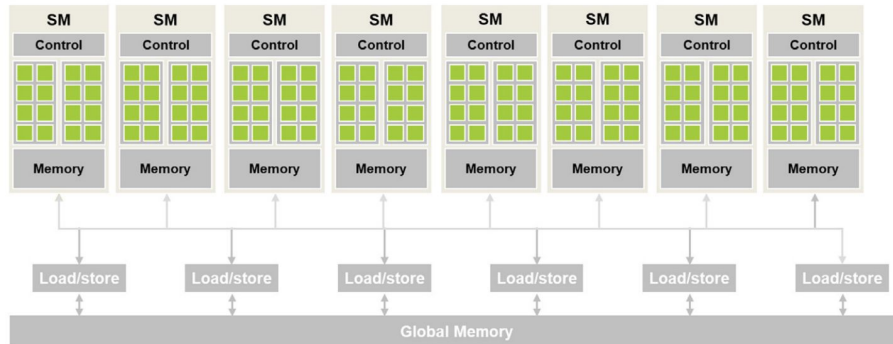 SM SM SM SM SM SM SM SM
Control Control Control Control Control Control Control Control
Memory Memory Memory Memory Memory Memory Memory Memory
Load/store Load/store Load/store Load/store Load/store Load/store
Global Memory